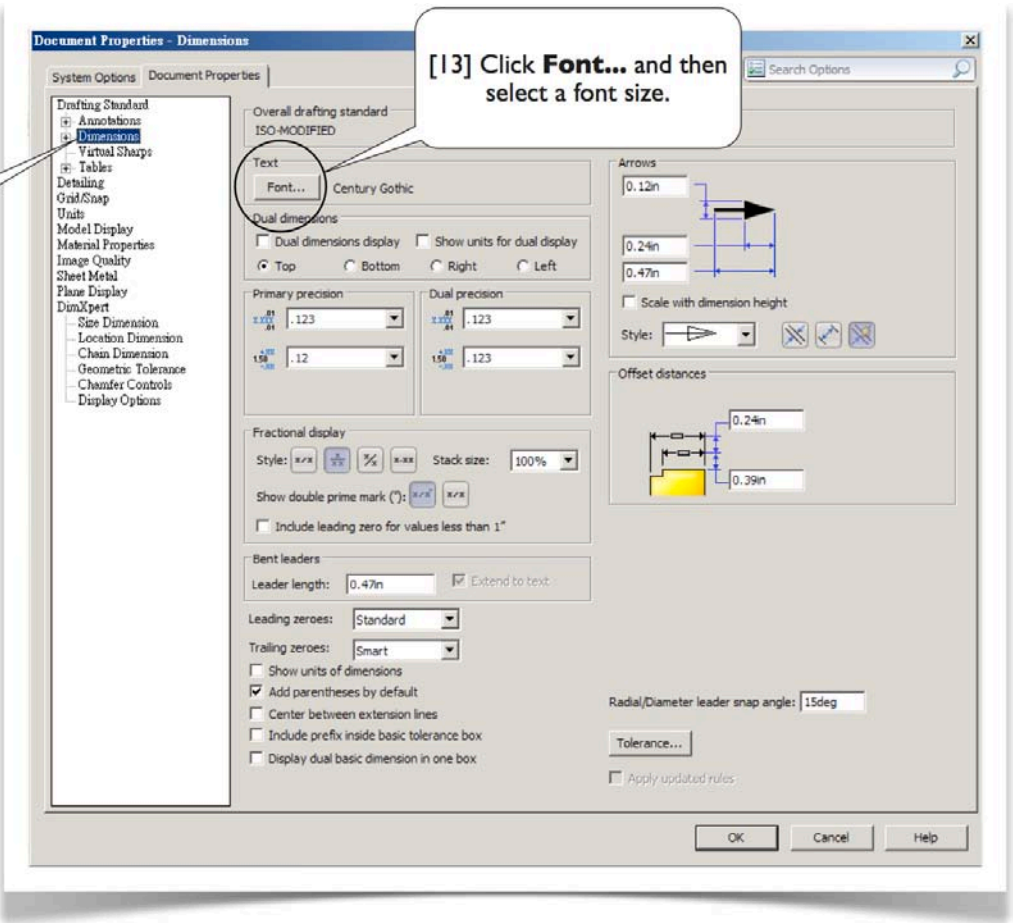 Document Properties - Dimensions
[13] Click Font... and then
select a font size.
System Options
Document Properties
Search Options
Drafting Standard
Annotations
Dimensions
Virtual Sharps
Tables
Detailing
Grid/Snap
Units
Model Display
Material Properties
Image Quality
Sheet Metal
Plane Display
DimXpert
Size Dimension
Location Dimension
Chain Dimension
Geometric Tolerance
Chamfer Controls
Display Options
Overall drafting standard
ISO-MODIFIED
Text
Font... Century Gothic
Dual dimensions
Dual dimensions display Show units for dual display
Top Bottom Right Left
Primary precision
.123
.12
Dual precision
.123
.123
Fractional display
Style: Stack size: 100%
Show double prime mark ("):
Include leading zero for values less than 1"
Bent leaders
Leader length: 0.47in Extend to text
Leading zeroes: Standard
Trailing zeroes: Smart
Show units of dimensions
Add parentheses by default
Center between extension lines
Include prefix inside basic tolerance box
Display dual basic dimension in one box
Arrows
0.12in
0.24in
0.47in
Scale with dimension height
Style:
Offset distances
0.24in
0.39in
Radial/Diameter leader snap angle: 15deg
Tolerance...
Apply updated rules
OK Cancel Help